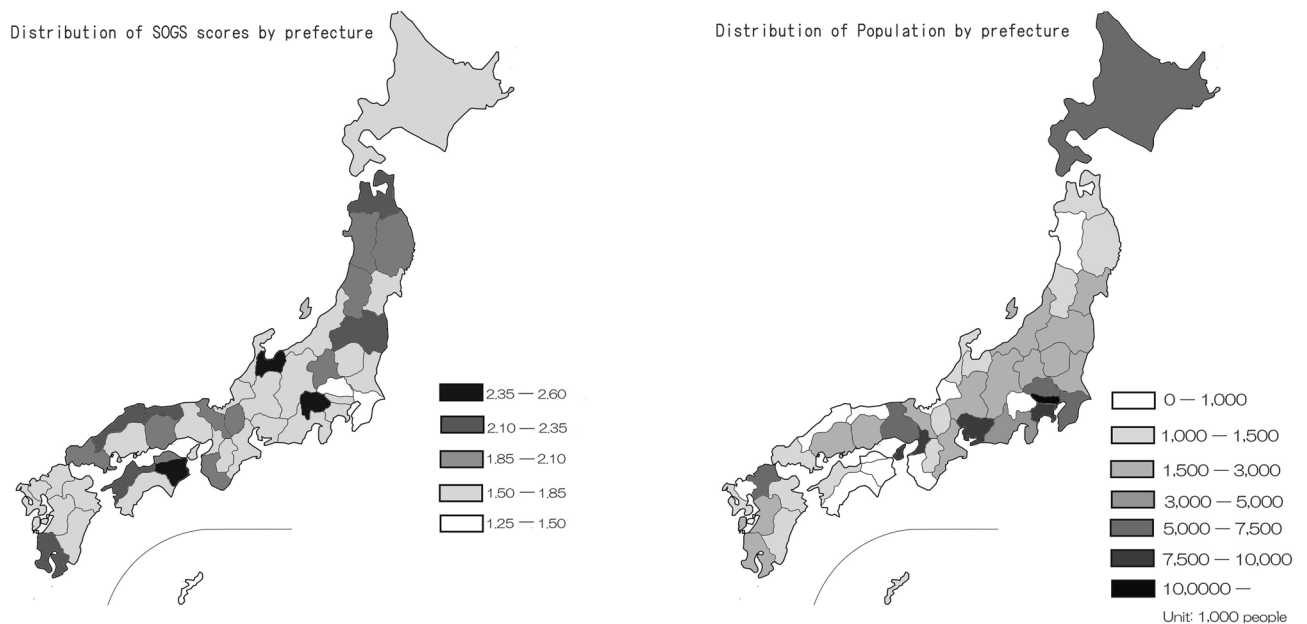 Distribution of SOGS scores by prefecture
2.35 — 2.60
2.10 — 2.35
1.85 — 2.10
1.50 — 1.85
1.25 — 1.50
Distribution of Population by prefecture
0 — 1,000
1,000 — 1,500
1,500 — 3,000
3,000 — 5,000
5,000 — 7,500
7,500 — 10,000
10,0000 —
Unit: 1,000 people